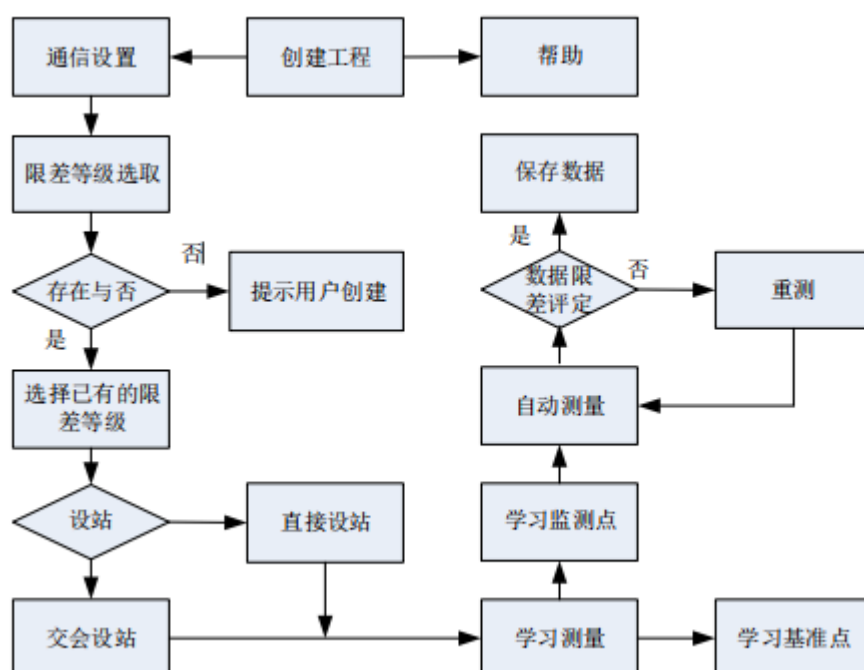 通信设置
创建工程
帮助
限差等级选取
保存数据
否
是
存在与否
提示用户创建
数据限
差评定
否
重测
是
选择已有的限
差等级
自动测量
设站
直接设站
学习监测点
交会设站
学习测量
学习基准点